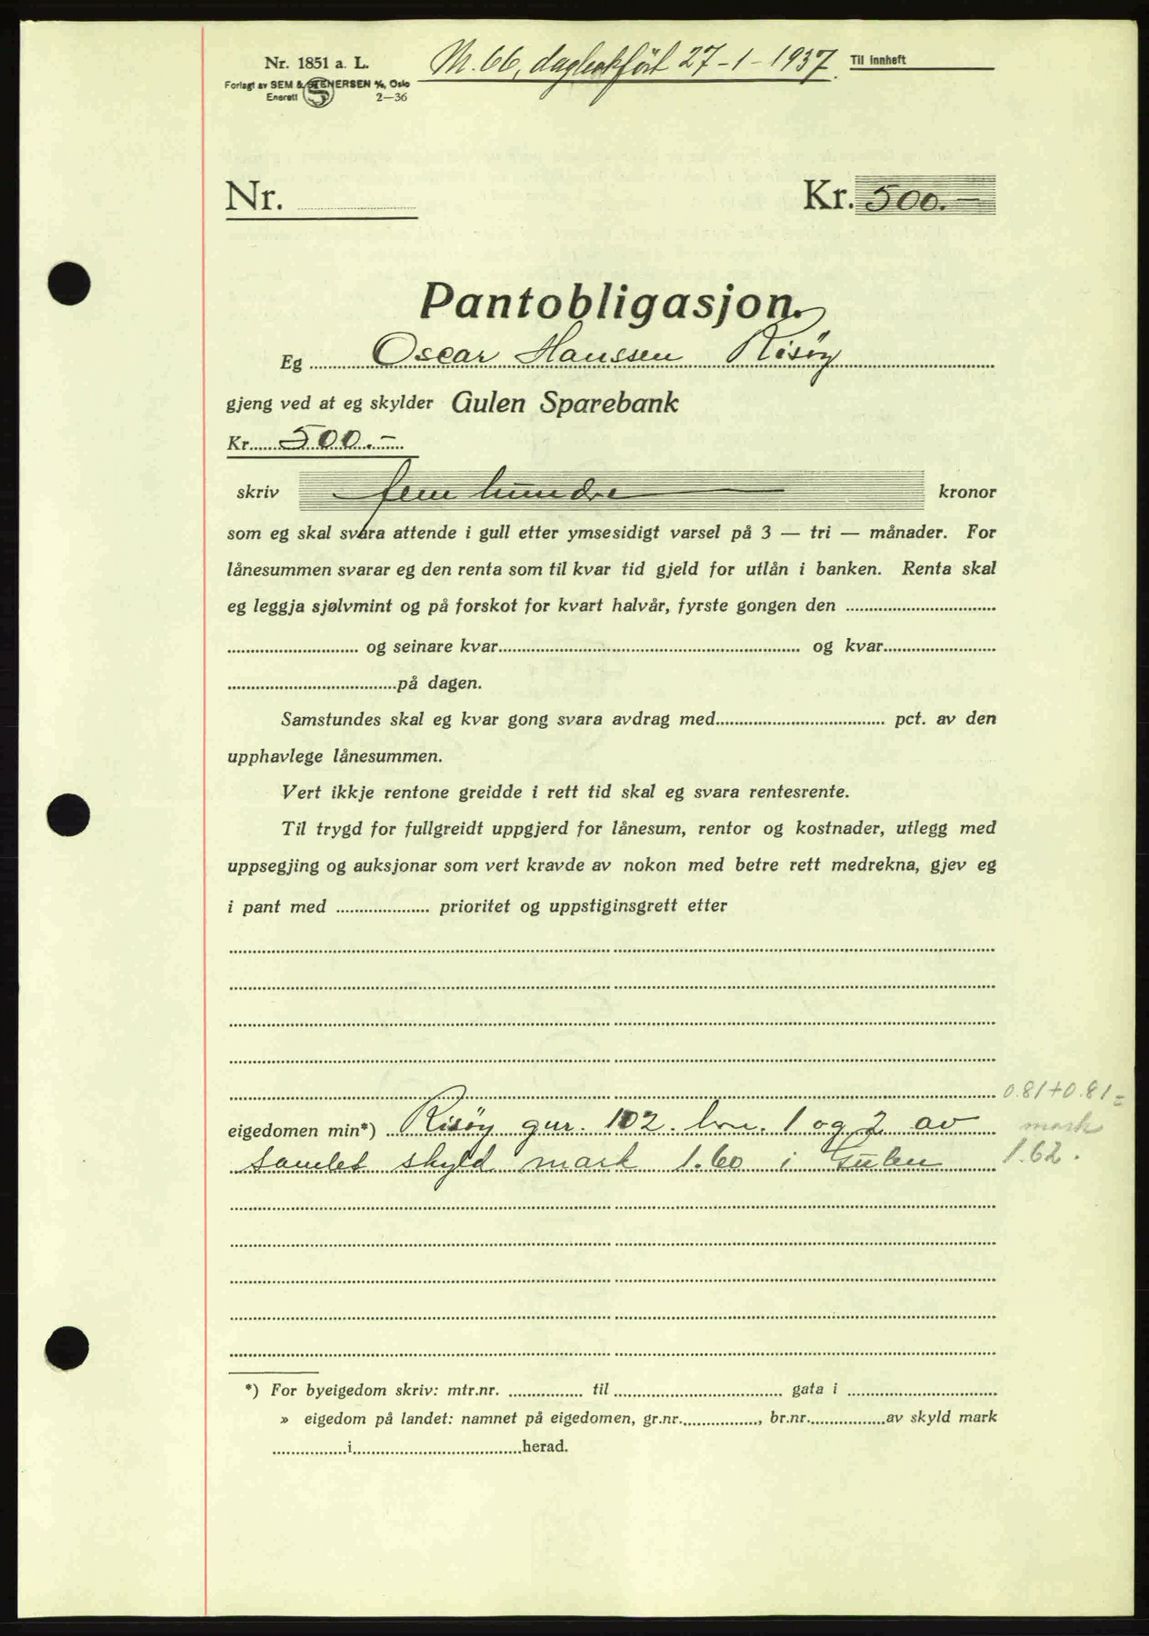 Nr. 1851 a. L.
M. 66, dagbokført 27-1-1937.
Til innheft
Forlagt av SEM & STENERSEN A/S, Oslo
Enerett 2—36
Nr. Kr. 500.-
Pantobligasjon.
Eg Oscar Hanssen Risøy
gjeng ved at eg skylder Gulen Sparebank
Kr. 500.-
skriv fem hundre kronor
som eg skal svara attende i gull etter ymsesidigt varsel på 3 — tri — månader. For
lånesummen svarar eg den renta som til kvar tid gjeld for utlån i banken. Renta skal
eg leggja sjølvmint og på forskot for kvart halvår, fyrste gongen den
og seinare kvar og kvar
på dagen.
Samstundes skal eg kvar gong svara avdrag med pct. av den
upphavlege lånesummen.
Vert ikkje rentone greidde i rett tid skal eg svara rentesrente.
Til trygd for fullgreidt uppgjerd for lånesum, rentor og kostnader, utlegg med
uppsegjing og auksjonar som vert kravde av nokon med betre rett medrekna, gjev eg
i pant med prioritet og uppstiginsgrett etter
0.81+0.81=
eigedomen min*) Risøy gnr. 102. brn. 1 og 2 av mark
samlet skyld mark 1.60 i Gulen 1.62.
*) For byeigedom skriv: mtr.nr. til gata i
» eigedom på landet: namnet på eigedomen, gr.nr. , br.nr. av skyld mark
i herad.